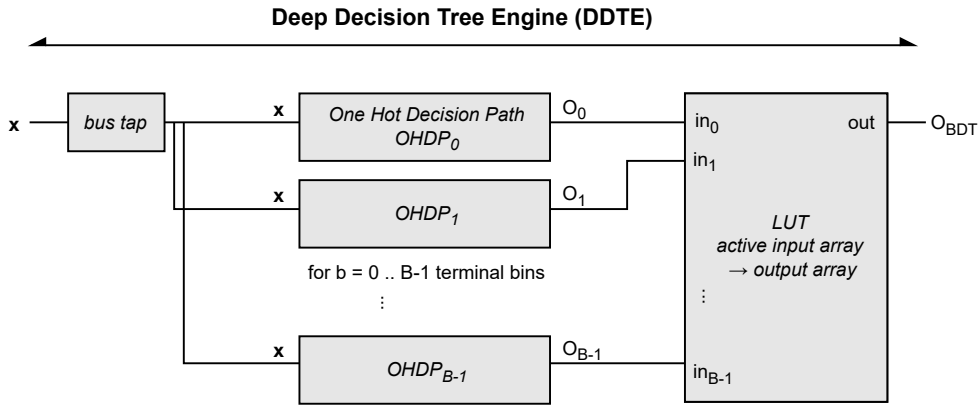 Deep Decision Tree Engine (DDTE)
x
bus tap
x
One Hot Decision Path
OHDP0
O0
in0
out
OBDT
in1
x
OHDP1
O1
LUT
active input array
→ output array
for b = 0 .. B-1 terminal bins
⋮
⋮
x
OHDPB-1
OB-1
inB-1